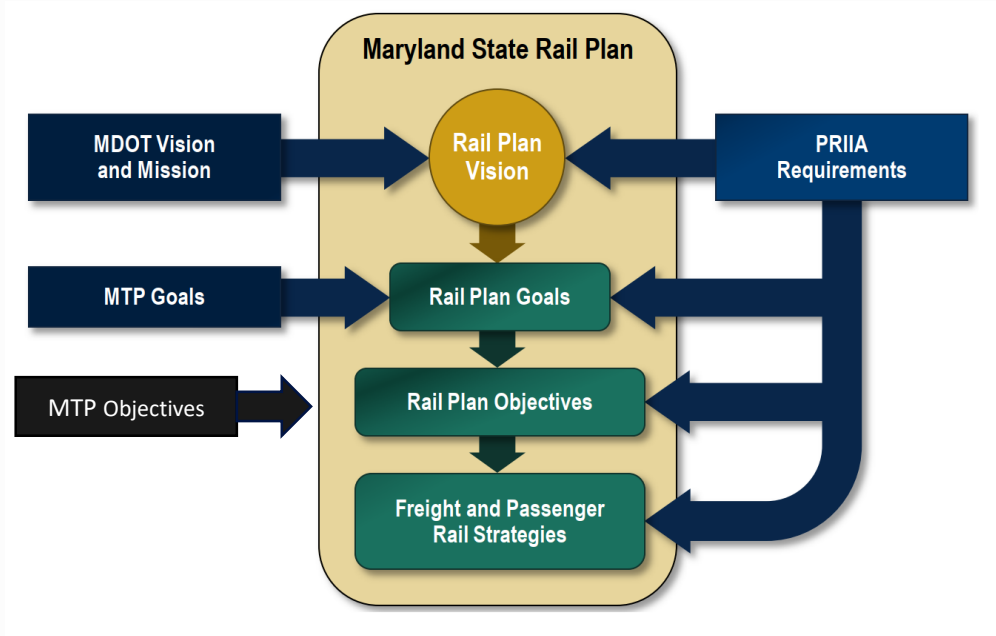 Maryland State Rail Plan
MDOT Vision
and Mission
Rail Plan
Vision
PRIIA
Requirements
MTP Goals
Rail Plan Goals
MTP Objectives
Rail Plan Objectives
Freight and Passenger
Rail Strategies